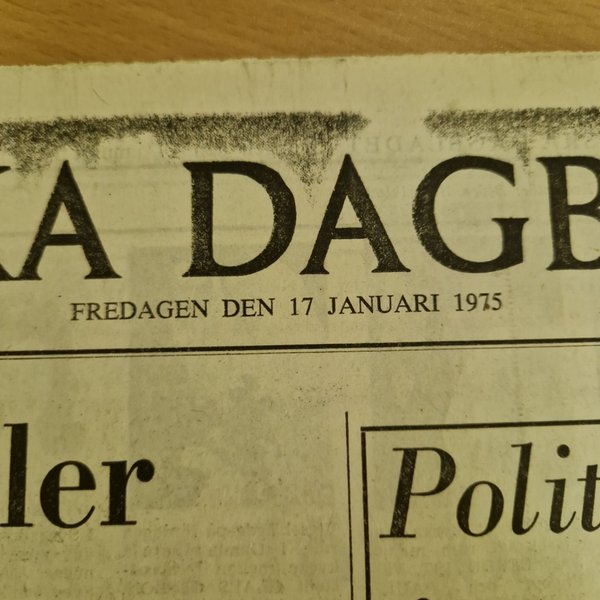 KA DAGB
FREDAGEN DEN 17 JANUARI 1975
ler
Polit